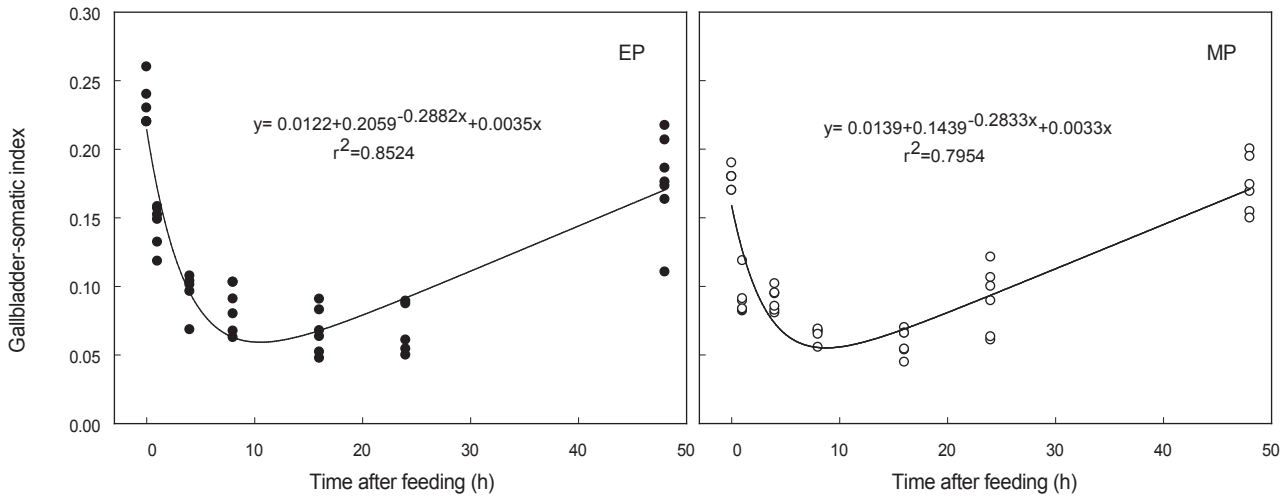 0.30
0.25
0.20
0.15
0.10
0.05
0.00
Gallbladder-somatic index
EP
y= 0.0122+0.2059-0.2882x+0.0035x
r2=0.8524
0 10 20 30 40 50
Time after feeding (h)
MP
y= 0.0139+0.1439-0.2833x+0.0033x
r2=0.7954
0 10 20 30 40 50
Time after feeding (h)